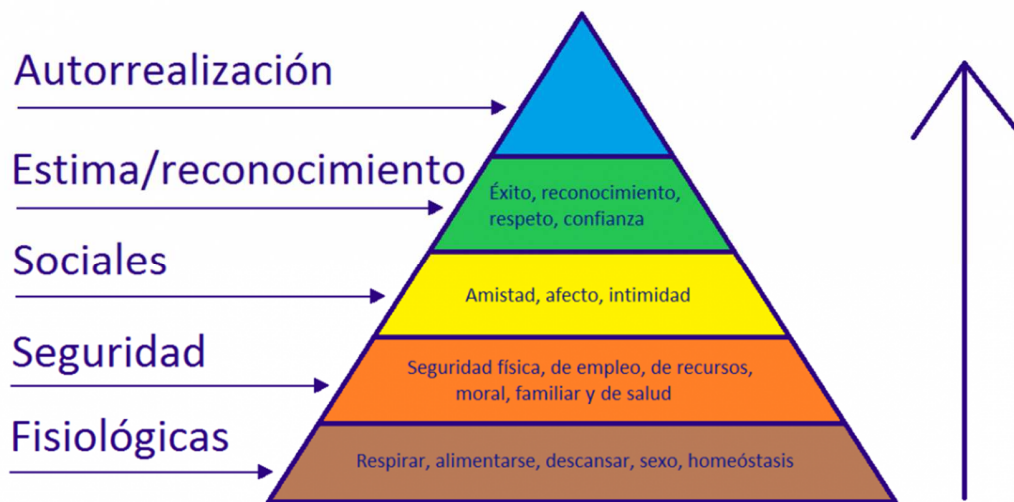 Autorrealización
Estima/reconocimiento
Éxito, reconocimiento,
respeto, confianza
Sociales
Amistad, afecto, intimidad
Seguridad
Seguridad física, de empleo, de recursos,
moral, familiar y de salud
Fisiológicas
Respirar, alimentarse, descansar, sexo, homeóstasis